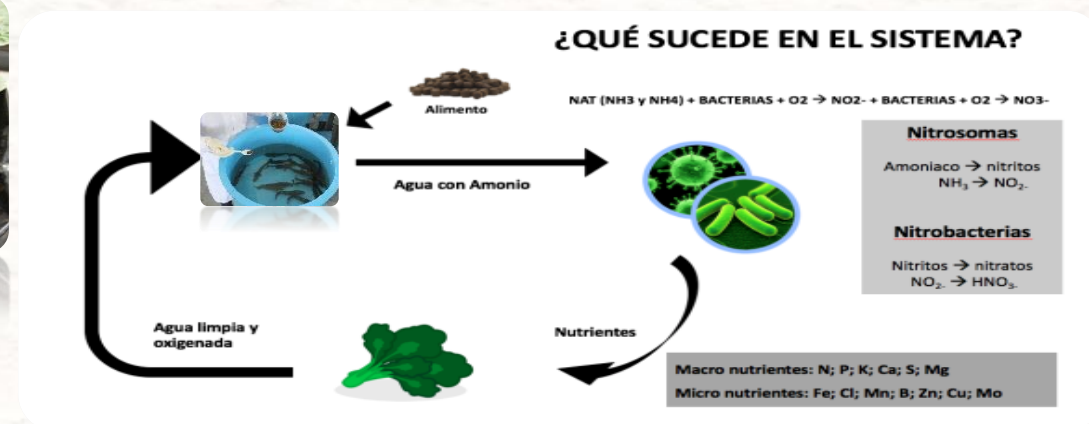 ¿QUÉ SUCEDE EN EL SISTEMA?
Alimento
NAT (NH3 y NH4) + BACTERIAS + O2 → NO2- + BACTERIAS + O2 → NO3-
Agua con Amonio
Nitrosomas
Amoniaco → nitritos
NH₃ → NO₂-
Nitrobacterias
Nitritos → nitratos
NO₂- → HNO₃-
Agua limpia y
oxigenada
Nutrientes
Macro nutrientes: N; P; K; Ca; S; Mg
Micro nutrientes: Fe; Cl; Mn; B; Zn; Cu; Mo